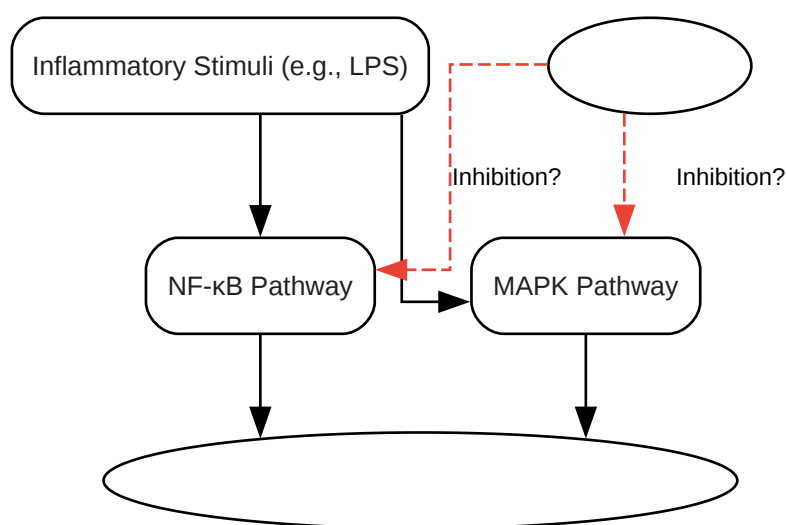 Inflammatory Stimuli (e.g., LPS)
Inhibition?
Inhibition?
NF-κB Pathway
MAPK Pathway